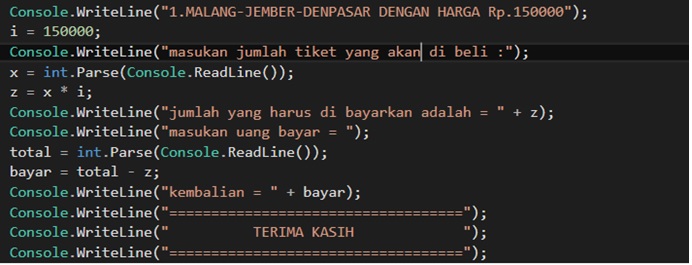 Console.WriteLine("1.MALANG-JEMBER-DENPASAR DENGAN HARGA Rp.150000");
i = 150000;
Console.WriteLine("masukan jumlah tiket yang akan di beli :");
x = int.Parse(Console.ReadLine());
z = x * i;
Console.WriteLine("jumlah yang harus di bayarkan adalah = " + z);
Console.WriteLine("masukan uang bayar = ");
total = int.Parse(Console.ReadLine());
bayar = total - z;
Console.WriteLine("kembalian = " + bayar);
Console.WriteLine("===================================");
Console.WriteLine("          TERIMA KASIH             ");
Console.WriteLine("===================================");